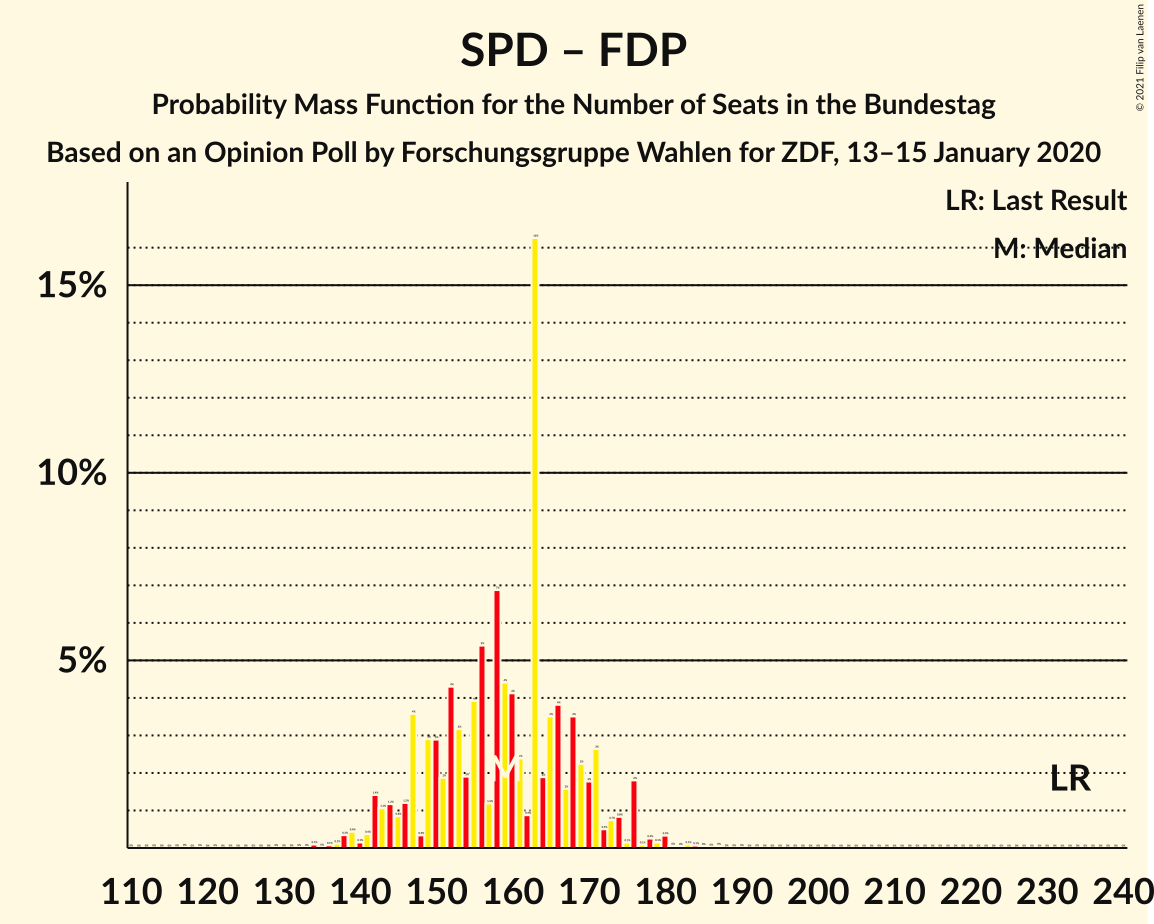 SPD – FDP
Probability Mass Function for the Number of Seats in the Bundestag
Based on an Opinion Poll by Forschungsgruppe Wahlen for ZDF, 13–15 January 2020
© 2021 Filip van Laenen
LR: Last Result
M: Median
15%
10%
5%
M
LR
110 120 130 140 150 160 170 180 190 200 210 220 230 240